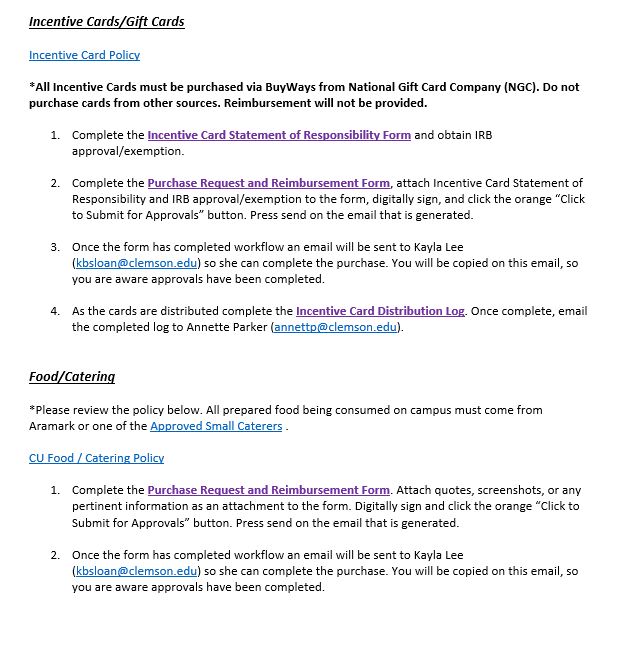 Incentive Cards/Gift Cards
Incentive Card Policy
*All Incentive Cards must be purchased via BuyWays from National Gift Card Company (NGC). Do not
purchase cards from other sources. Reimbursement will not be provided.
1. Complete the Incentive Card Statement of Responsibility Form and obtain IRB
approval/exemption.
2. Complete the Purchase Request and Reimbursement Form, attach Incentive Card Statement of
Responsibility and IRB approval/exemption to the form, digitally sign, and click the orange “Click
to Submit for Approvals” button. Press send on the email that is generated.
3. Once the form has completed workflow an email will be sent to Kayla Lee
(kbsloan@clemson.edu) so she can complete the purchase. You will be copied on this email, so
you are aware approvals have been completed.
4. As the cards are distributed complete the Incentive Card Distribution Log. Once complete, email
the completed log to Annette Parker (annettp@clemson.edu).
Food/Catering
*Please review the policy below. All prepared food being consumed on campus must come from
Aramark or one of the Approved Small Caterers .
CU Food / Catering Policy
1. Complete the Purchase Request and Reimbursement Form. Attach quotes, screenshots, or any
pertinent information as an attachment to the form. Digitally sign and click the orange “Click to
Submit for Approvals” button. Press send on the email that is generated.
2. Once the form has completed workflow an email will be sent to Kayla Lee
(kbsloan@clemson.edu) so she can complete the purchase. You will be copied on this email, so
you are aware approvals have been completed.